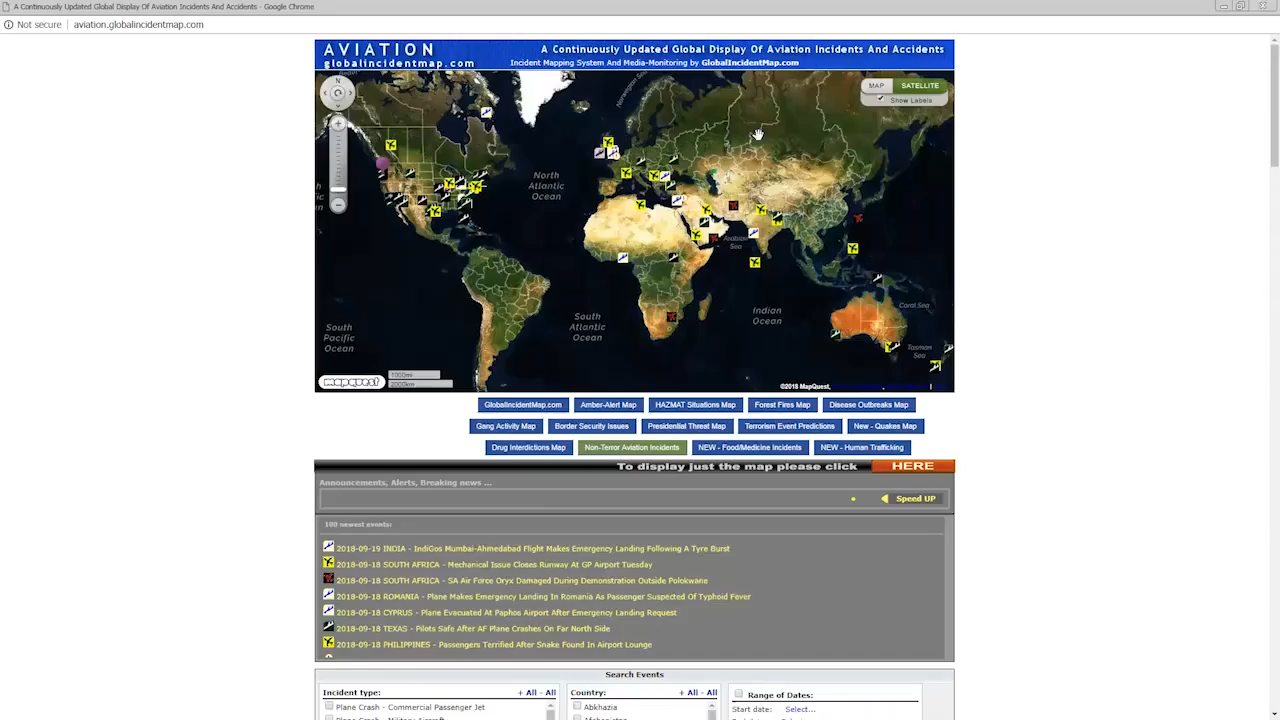 A Continuously Updated Global Display Of Aviation Incidents And Accidents - Google Chrome
Not secure | aviation.globalincidentmap.com
AVIATION
globalincidentmap.com
A Continuously Updated Global Display Of Aviation Incidents And Accidents
Incident Mapping System And Media-Monitoring by GlobalIncidentMap.com
N
MAP
SATELLITE
Show Labels
Norwegian Sea
North
Atlantic
Ocean
Arabian
Sea
South
Pacific
Ocean
South
Atlantic
Ocean
Indian
Ocean
Coral Sea
Tasman
Sea
mapquest
1000mi
2000km
©2018 MapQuest,
GlobalIncidentMap.com
Amber-Alert Map
HAZMAT Situations Map
Forest Fires Map
Disease Outbreaks Map
Gang Activity Map
Border Security Issues
Presidential Threat Map
Terrorism Event Predictions
New - Quakes Map
Drug Interdictions Map
Non-Terror Aviation Incidents
NEW - Food/Medicine Incidents
NEW - Human Trafficking
To display just the map please click HERE
Announcements, Alerts, Breaking news ...
Speed UP
100 newest events:
2018-09-19 INDIA - IndiGos Mumbai-Ahmedabad Flight Makes Emergency Landing Following A Tyre Burst
2018-09-18 SOUTH AFRICA - Mechanical Issue Closes Runway At GP Airport Tuesday
2018-09-18 SOUTH AFRICA - SA Air Force Oryx Damaged During Demonstration Outside Polokwane
2018-09-18 ROMANIA - Plane Makes Emergency Landing In Romania As Passenger Suspected Of Typhoid Fever
2018-09-18 CYPRUS - Plane Evacuated At Paphos Airport After Emergency Landing Request
2018-09-18 TEXAS - Pilots Safe After AF Plane Crashes On Far North Side
2018-09-18 PHILIPPINES - Passengers Terrified After Snake Found In Airport Lounge
Search Events
Incident type: + All - All
Country: + All - All
Range of Dates:
Plane Crash - Commercial Passenger Jet
Abkhazia
Start date: Select...